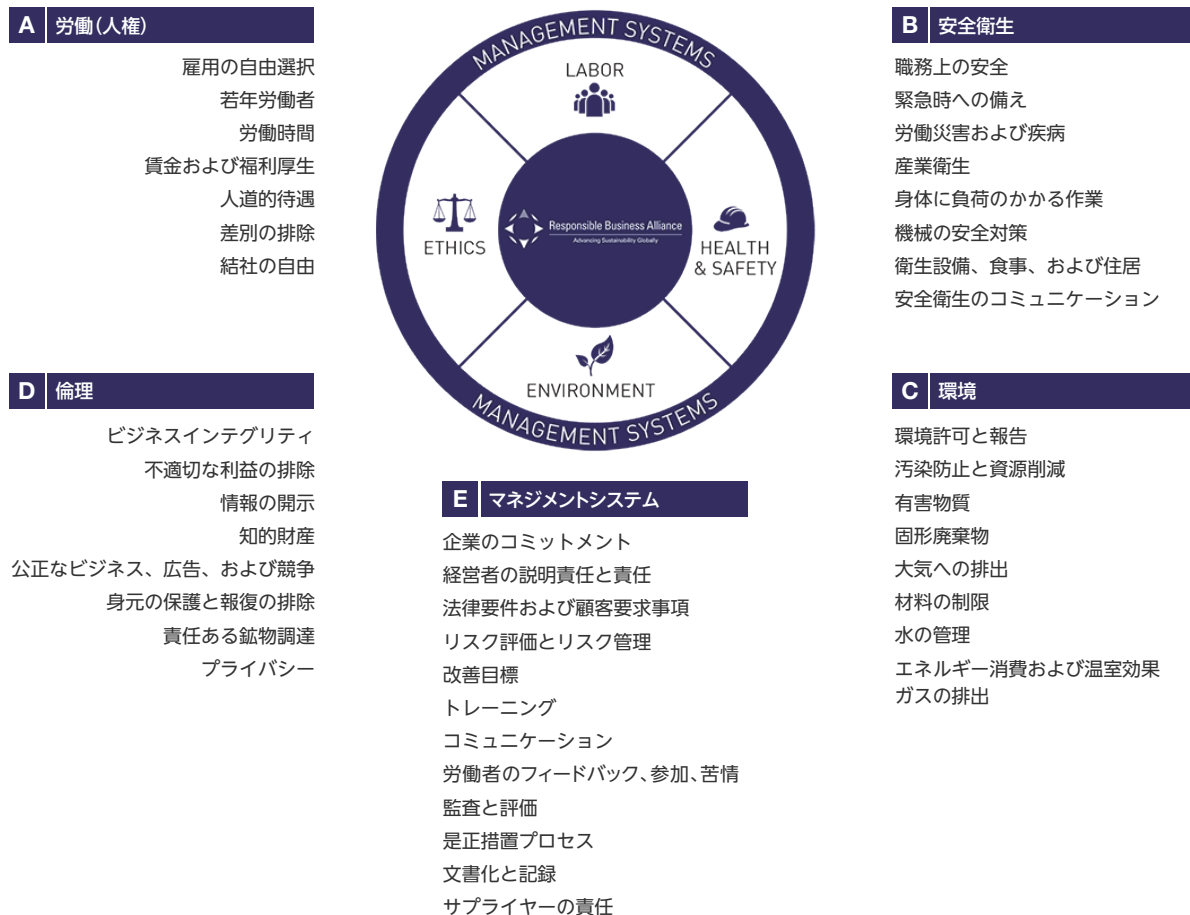 A 労働(人権)
雇用の自由選択
若年労働者
労働時間
賃金および福利厚生
人道的待遇
差別の排除
結社の自由
MANAGEMENT SYSTEMS
LABOR
ETHICS
Responsible Business Alliance
Advancing Sustainability Globally
HEALTH
& SAFETY
ENVIRONMENT
MANAGEMENT SYSTEMS
B 安全衛生
職務上の安全
緊急時への備え
労働災害および疾病
産業衛生
身体に負荷のかかる作業
機械の安全対策
衛生設備、食事、および住居
安全衛生のコミュニケーション
D 倫理
ビジネスインテグリティ
不適切な利益の排除
情報の開示
知的財産
公正なビジネス、広告、および競争
身元の保護と報復の排除
責任ある鉱物調達
プライバシー
E マネジメントシステム
企業のコミットメント
経営者の説明責任と責任
法律要件および顧客要求事項
リスク評価とリスク管理
改善目標
トレーニング
コミュニケーション
労働者のフィードバック、参加、苦情
監査と評価
是正措置プロセス
文書化と記録
サプライヤーの責任
C 環境
環境許可と報告
汚染防止と資源削減
有害物質
固形廃棄物
大気への排出
材料の制限
水の管理
エネルギー消費および温室効果
ガスの排出